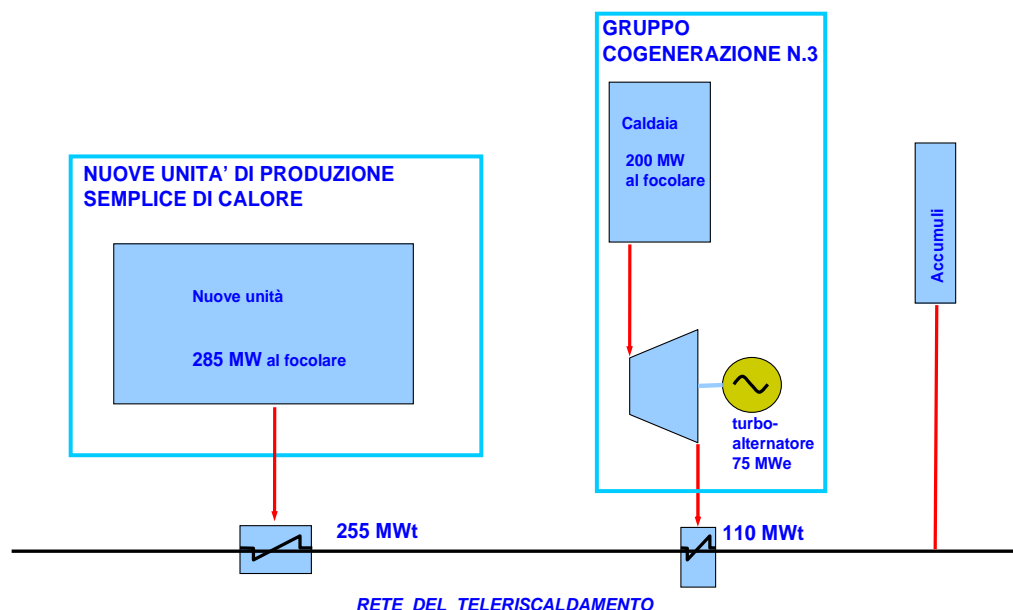 NUOVE UNITA’ DI PRODUZIONE
SEMPLICE DI CALORE
Nuove unità
285 MW al focolare
255 MWt
GRUPPO
COGENERAZIONE N.3
Caldaia
200 MW
al focolare
turbo-
alternatore
75 MWe
110 MWt
Accumuli
RETE DEL TELERISCALDAMENTO